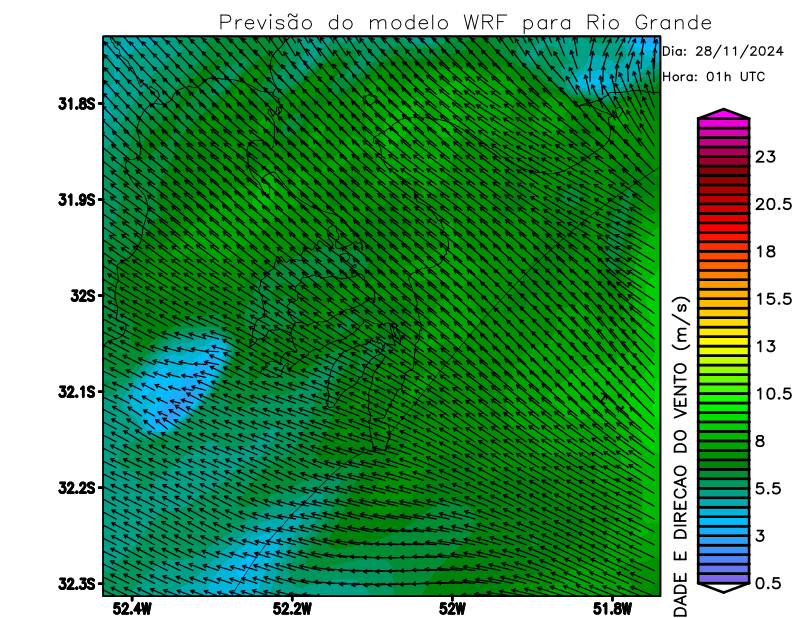 Previsão do modelo WRF para Rio Grande
Dia: 28/11/2024
Hora: 01h UTC
31.8S
31.9S
32S
32.1S
32.2S
32.3S
52.4W
52.2W
52W
51.8W
23
20.5
18
15.5
13
10.5
8
5.5
3
0.5
DADE E DIRECAO DO VENTO (m/s)